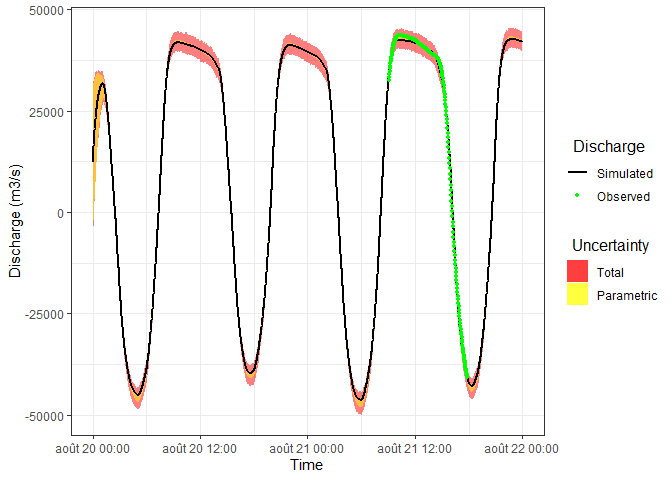 50000
25000
0
-25000
-50000
Discharge (m3/s)
août 20 00:00
août 20 12:00
août 21 00:00
août 21 12:00
août 22 00:00
Time
Discharge
Simulated
Observed
Uncertainty
Total
Parametric